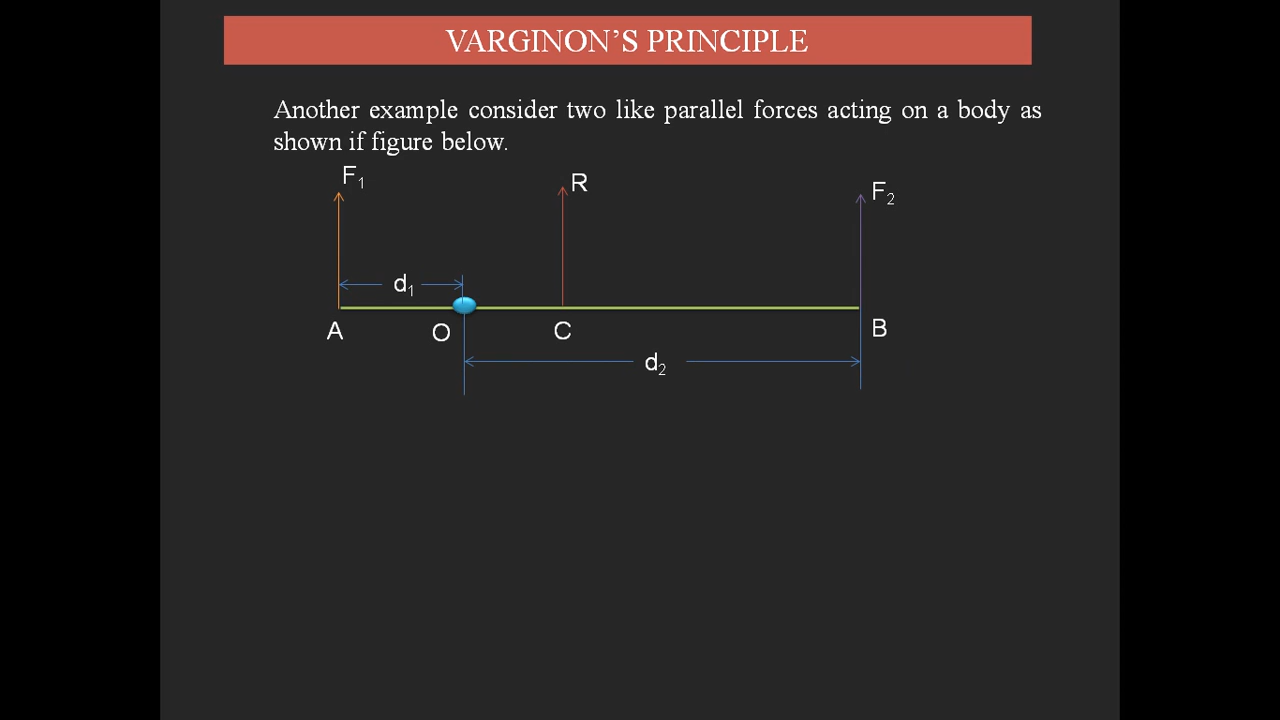 VARGINON’S PRINCIPLE
Another example consider two like parallel forces acting on a body as
shown if figure below.
F₁
R
F₂
d₁
A
O
C
B
d₂